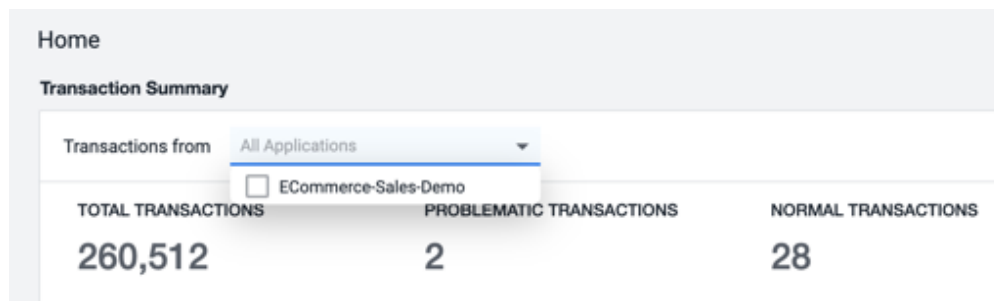 Home
Transaction Summary
Transactions from All Applications
ECommerce-Sales-Demo
TOTAL TRANSACTIONS PROBLEMATIC TRANSACTIONS NORMAL TRANSACTIONS
260,512 2 28